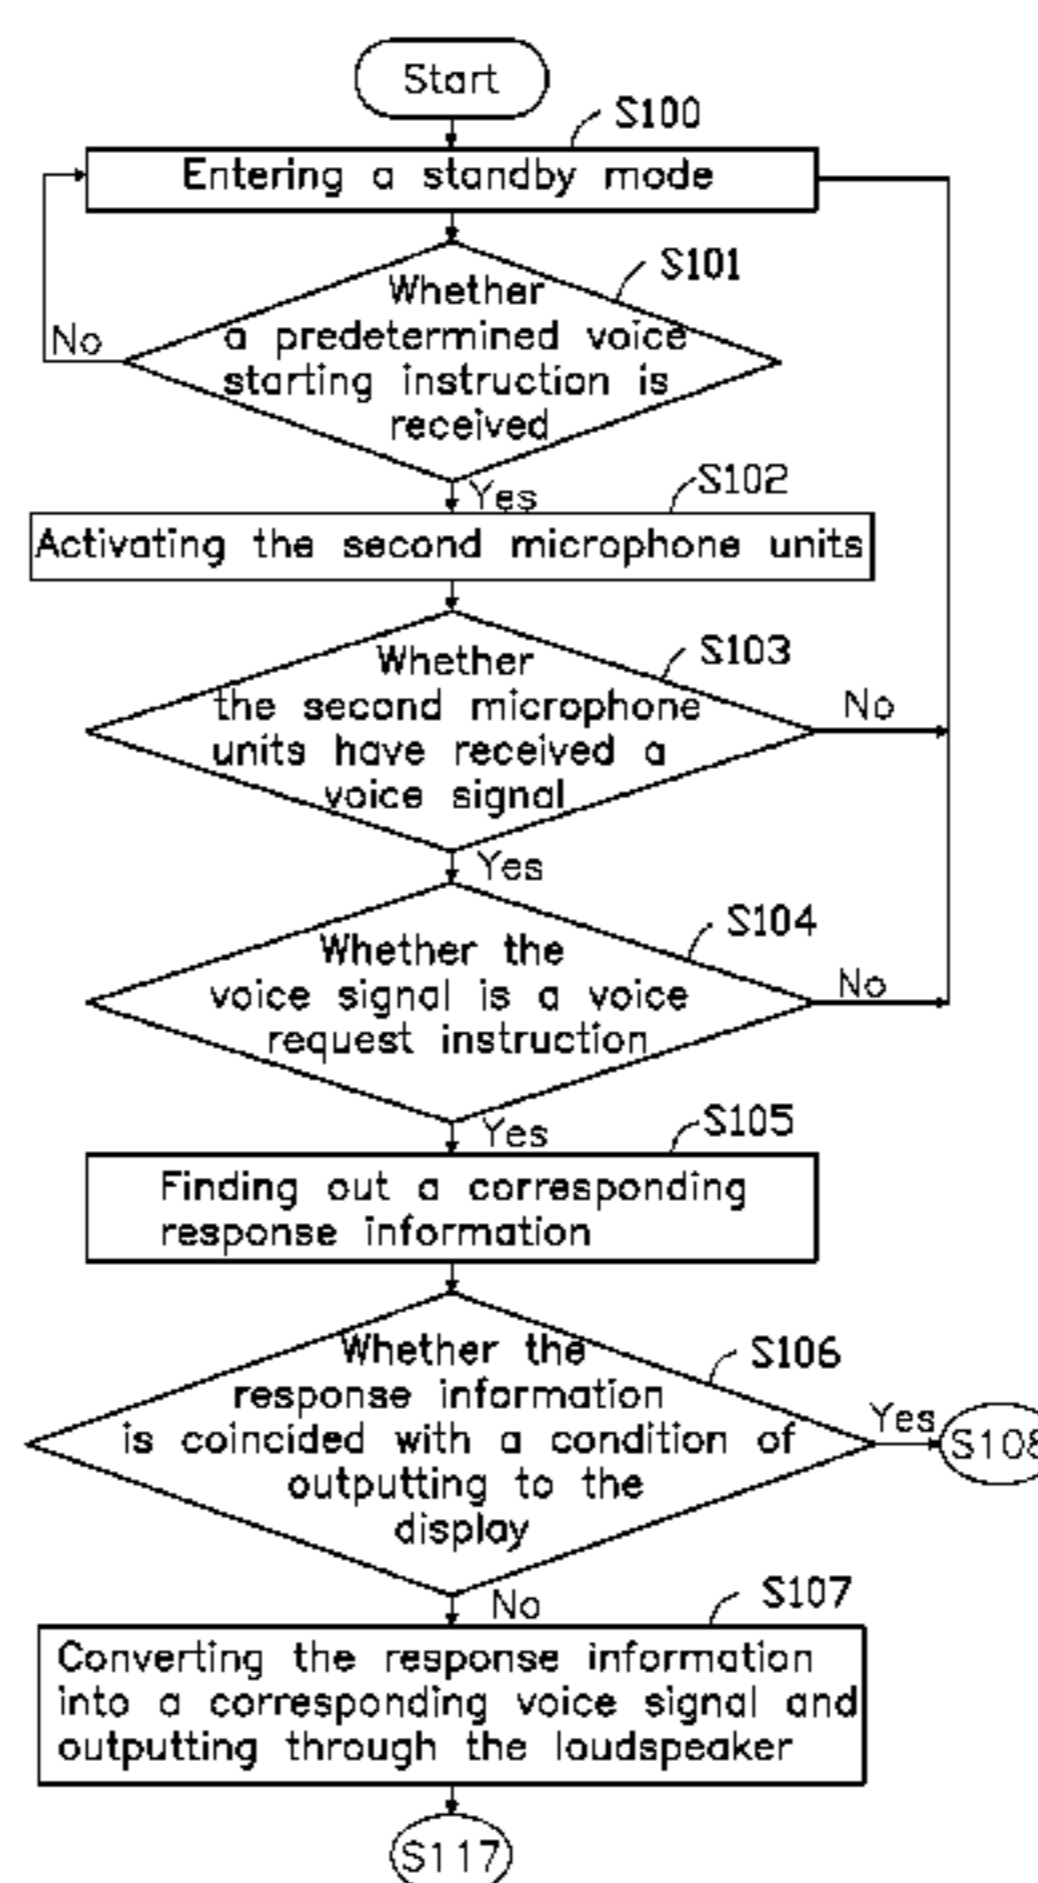 Start
S100
Entering a standby mode
S101
Whether
a predetermined voice
starting instruction is
received
No
Yes
S102
Activating the second microphone units
S103
Whether
the second microphone
units have received a
voice signal
No
Yes
S104
Whether the
voice signal is a voice
request instruction
No
Yes
S105
Finding out a corresponding
response information
S106
Whether the
response information
is coincided with a condition of
outputting to the
display
Yes
S108
No
S107
Converting the response information
into a corresponding voice signal and
outputting through the loudspeaker
S117